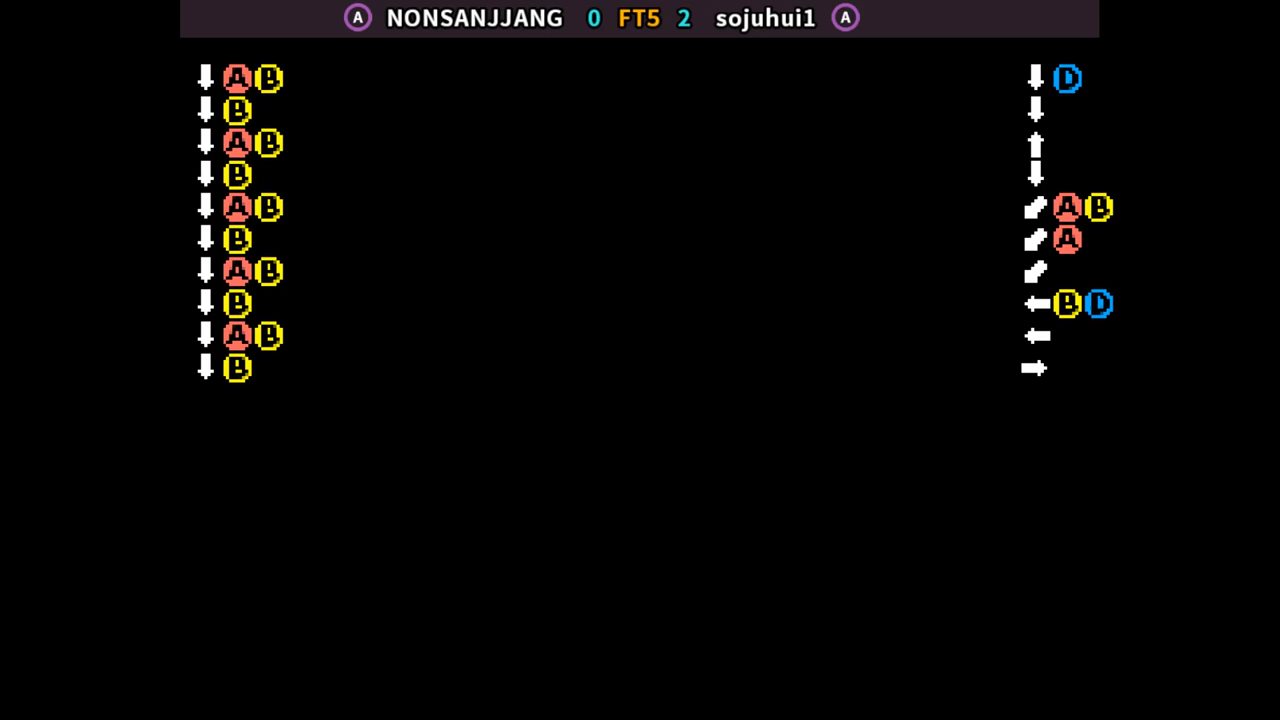 A NONSANJJANG 0 FT5 2 sojuhui1 A
⬇ A B ⬇ D
⬇ B ⬇
⬇ A B ⬆
⬇ B ⬇
⬇ A B ⬋ A B
⬇ B ⬋ A
⬇ A B ⬋
⬇ B ⬅ B D
⬇ A B ⬅
⬇ B ➡